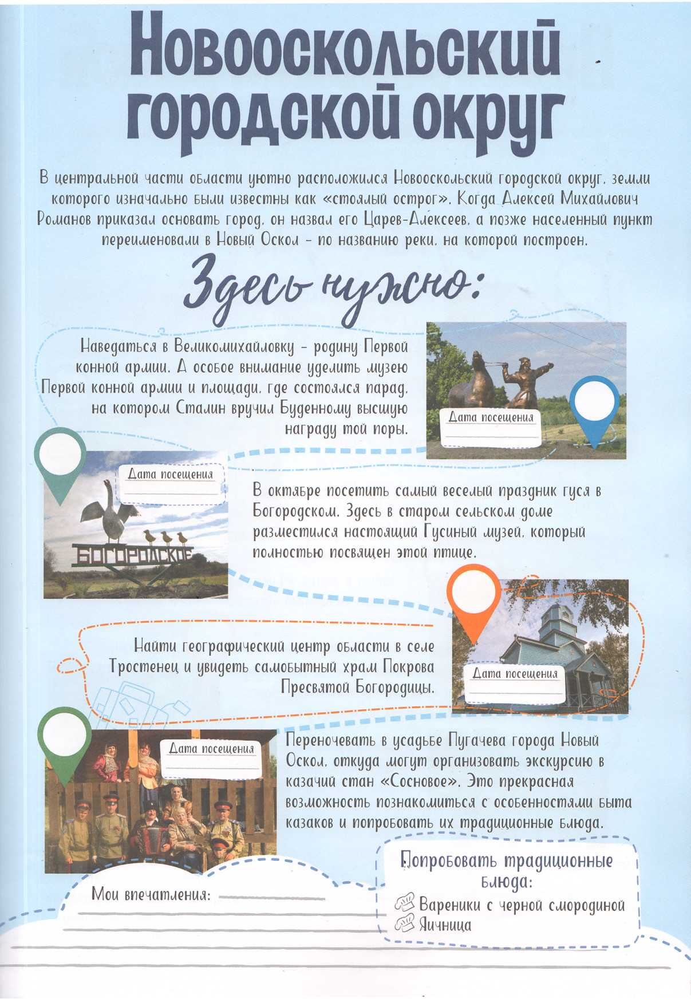 Новооскольский
городской округ
В центральной части области уютно расположился Новооскольский городской округ, земли
которого изначально были известны как «стоялый острог». Когда Алексей Михайлович
Романов приказал основать город, он назвал его Царев-Алексеев, а позже населенный пункт
переименовали в Новый Оскол – по названию реки, на которой построен.
Здесь нужно:
Наведаться в Великомихайловку – родину Первой
конной армии. А особое внимание уделить музею
Первой конной армии и площади, где состоялся парад,
на котором Сталин вручил Буденному высшую
награду той поры.
Дата посещения
Дата посещения
БОГОРОДСКОЕ
В октябре посетить самый веселый праздник гуся в
Богородском. Здесь в старом сельском доме
разместился настоящий Гусиный музей, который
полностью посвящен этой птице.
Найти географический центр области в селе
Тростенец и увидеть самобытный храм Покрова
Пресвятой Богородицы.
Дата посещения
Дата посещения
Переночевать в усадьбе Пугачева города Новый
Оскол, откуда могут организовать экскурсию в
казачий стан «Сосновое». Это прекрасная
возможность познакомиться с особенностями быта
казаков и попробовать их традиционные блюда.
Попробовать традиционные
блюда:
Вареники с черной смородиной
Яичница
Мои впечатления: